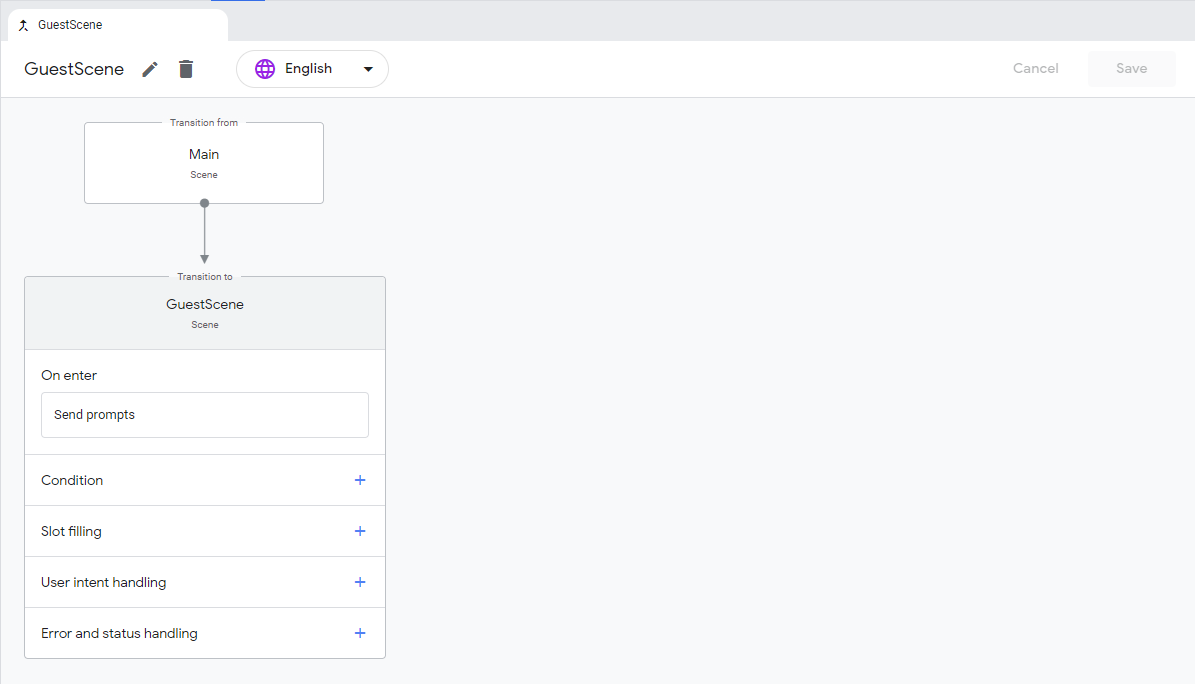 GuestScene
GuestScene
English
Cancel
Save
Transition from
Main
Scene
Transition to
GuestScene
Scene
On enter
Send prompts
Condition
Slot filling
User intent handling
Error and status handling